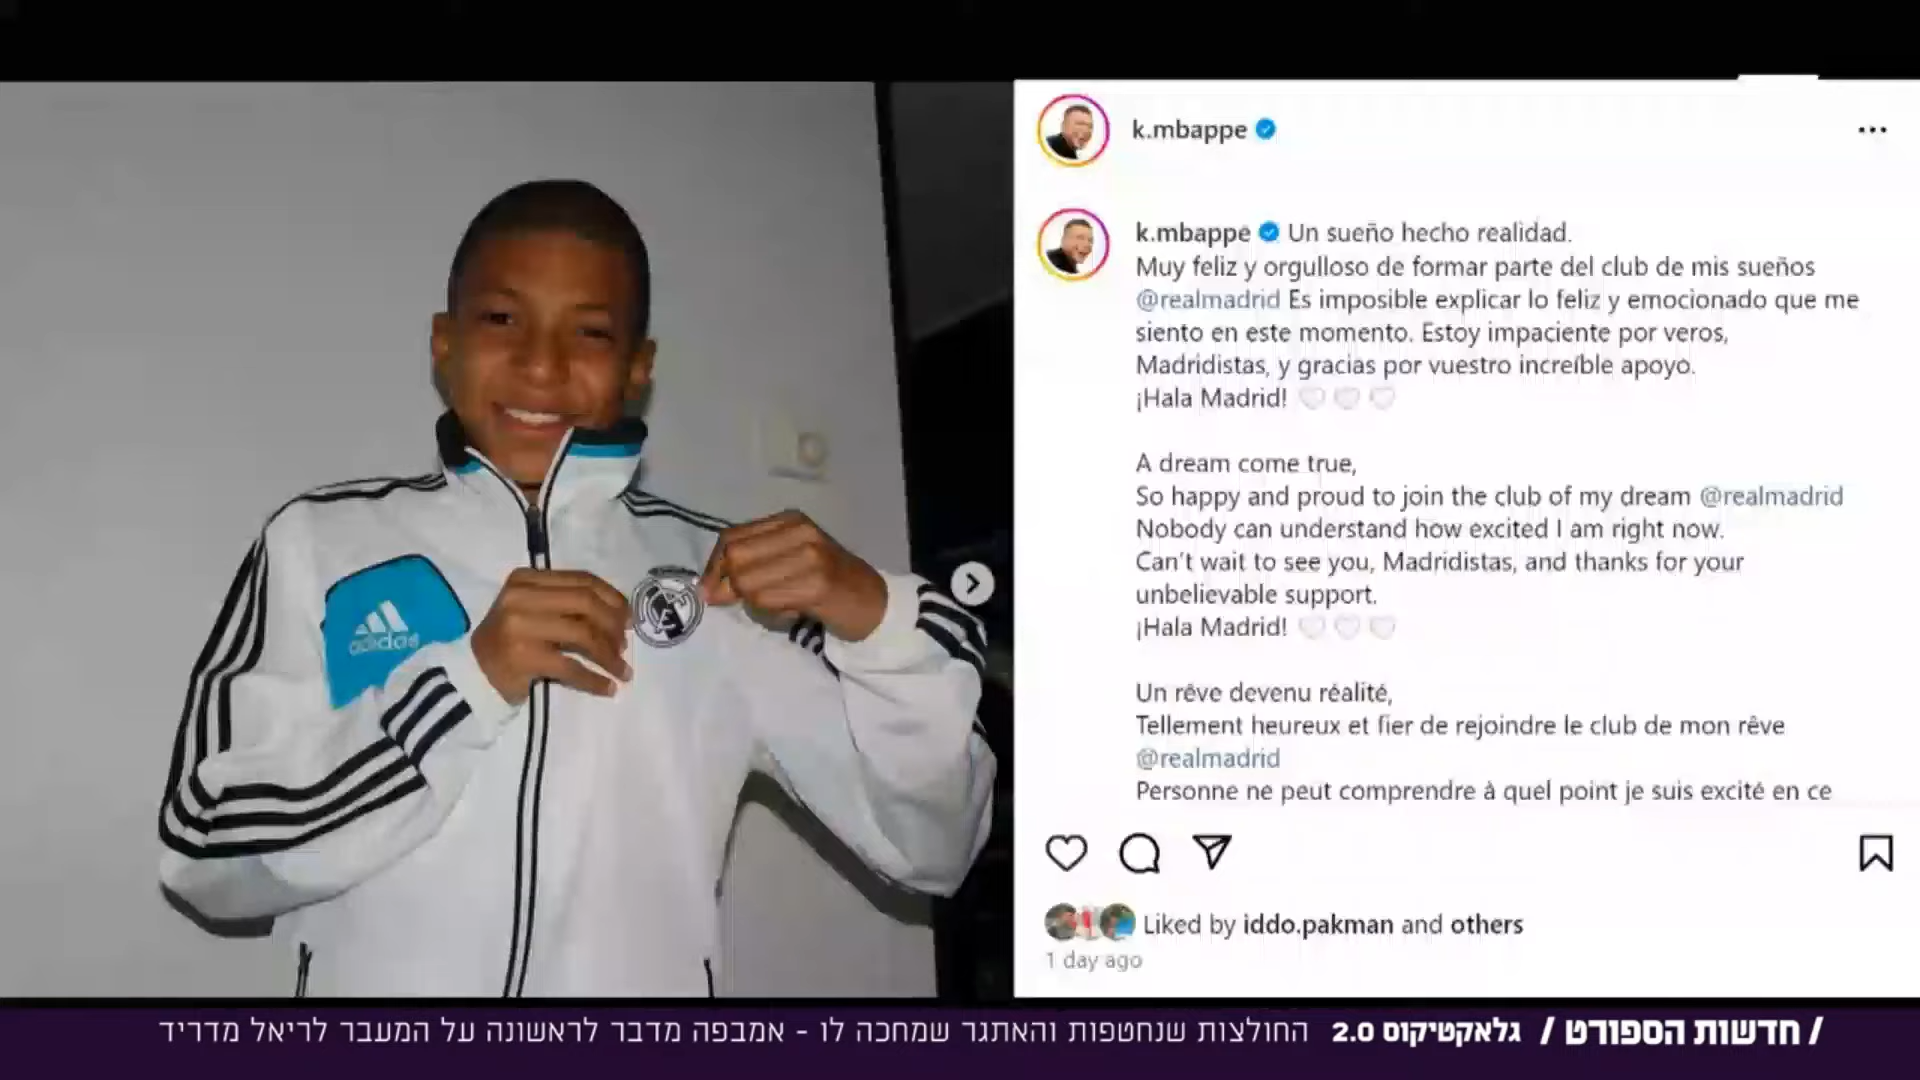 adidas
k.mbappe
k.mbappe Un sueño hecho realidad.
Muy feliz y orgulloso de formar parte del club de mis sueños
@realmadrid Es imposible explicar lo feliz y emocionado que me
siento en este momento. Estoy impaciente por veros,
Madridistas, y gracias por vuestro increíble apoyo.
¡Hala Madrid! 🤍 🤍 🤍
A dream come true,
So happy and proud to join the club of my dream @realmadrid
Nobody can understand how excited I am right now.
Can't wait to see you, Madridistas, and thanks for your
unbelievable support.
¡Hala Madrid! 🤍 🤍 🤍
Un rêve devenu réalité,
Tellement heureux et fier de rejoindre le club de mon rêve
@realmadrid
Personne ne peut comprendre à quel point je suis excité en ce
Liked by iddo.pakman and others
1 day ago
/ חדשות הספורט / גלאקטיקוס 2.0 החולצות שנחטפות והאתגר שמחכה לו - אמבפה מדבר לראשונה על המעבר לריאל מדריד